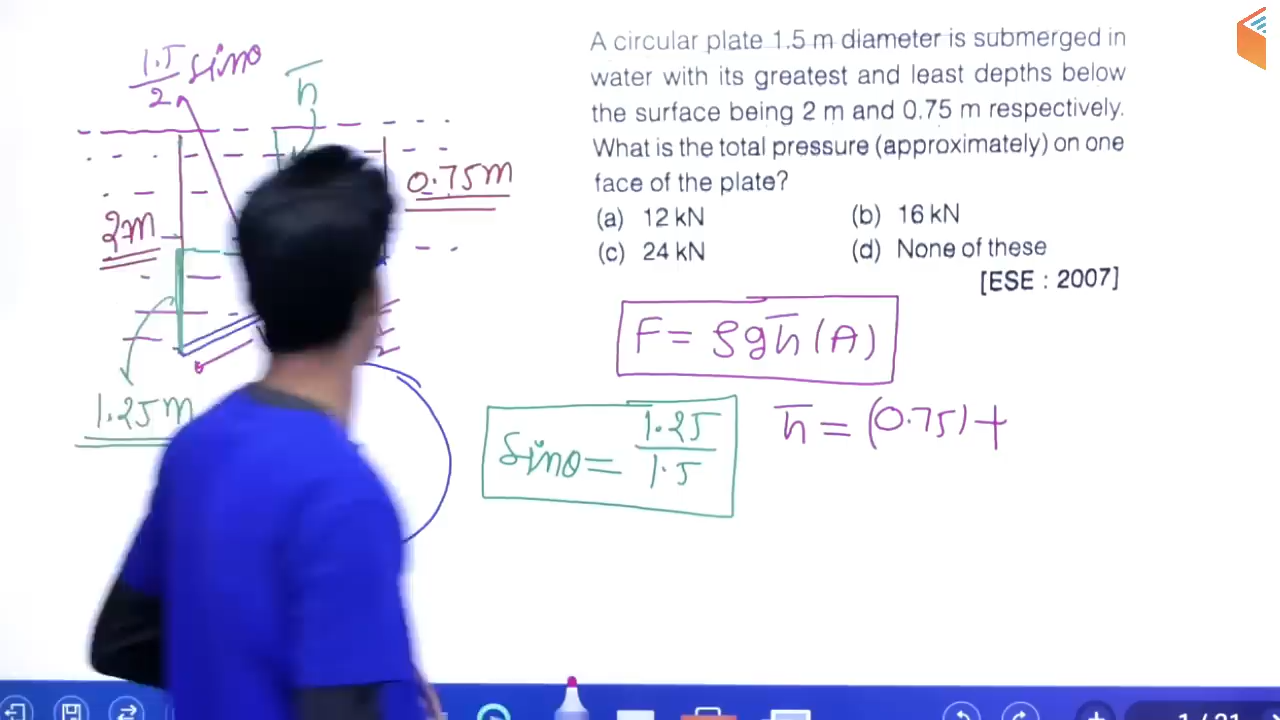 A circular plate 1.5 m diameter is submerged in
water with its greatest and least depths below
the surface being 2 m and 0.75 m respectively.
What is the total pressure (approximately) on one
face of the plate?
(a) 12 kN (b) 16 kN
(c) 24 kN (d) None of these
[ESE : 2007]
1.5/2 sinθ
h̄
0.75m
2m
1.25m
F = ρgh̄(A)
sinθ = 1.25/1.5
h̄ = (0.75) +